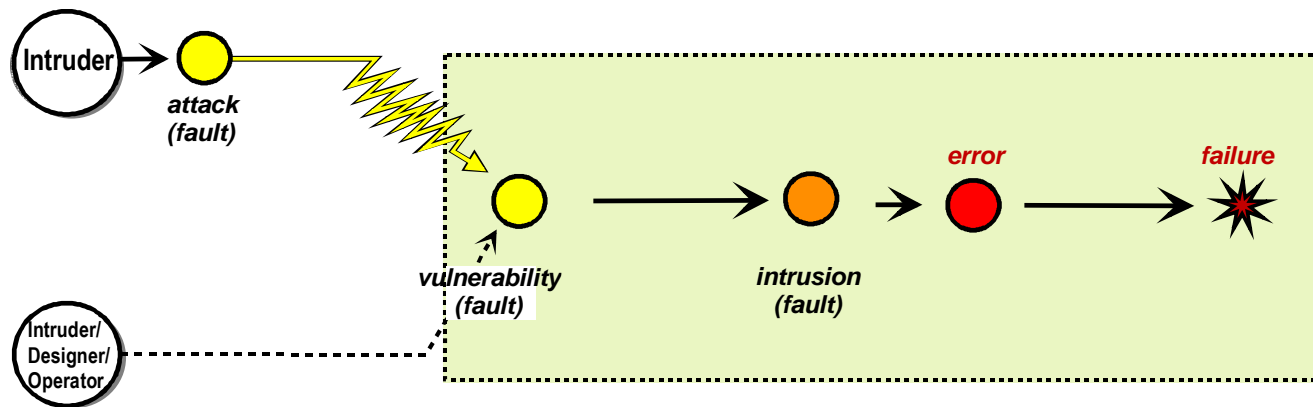 Intruder
attack
(fault)
error
failure
vulnerability
(fault)
intrusion
(fault)
Intruder/
Designer/
Operator